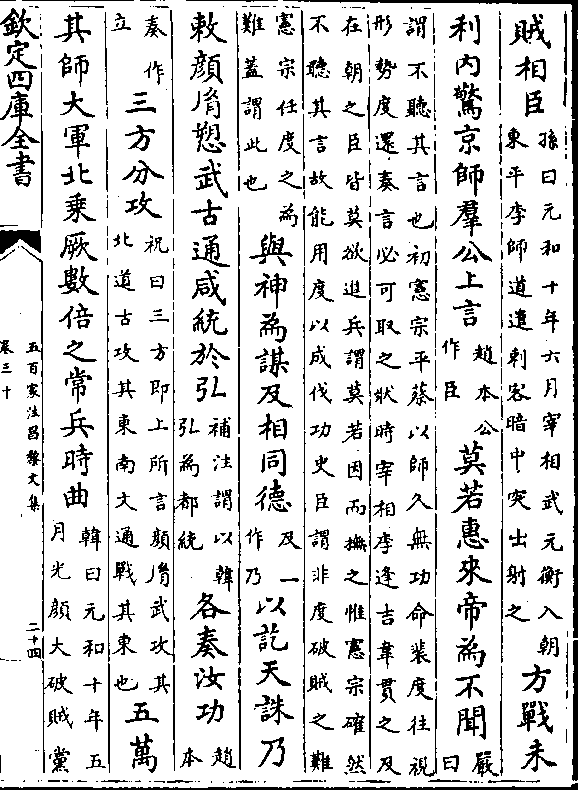 賊相臣
孫曰元和十年六月宰相武元衡入朝
東平李師道遣刺客暗中突出射之
方戰未
利内驚京師羣公上言
趙本公
作臣
莫若惠來帝為不聞
嚴
曰
謂不聽其言也初憲宗平蔡以師久無功命裴度往視
形勢度還奏言必可取之狀時宰相李逢吉韋貫之及
在朝之臣皆莫欲進兵謂莫若因而撫之惟憲宗確然
不聽其言故能用度以成伐功史臣謂非度破賊之難
憲宗任度之為
難蓋謂此也
與神為謀及相同德
及一
作乃
以訖天誅乃
敕顔胤愬武古通咸統於弘
補注謂以韓
弘為都統
各奏汝功
趙
本
奏作
立
三方分攻
祝曰三方即上所言顔胤武攻其
北道古攻其東南文通戰其東也
五萬
其師大軍北乗厥數倍之常兵時曲
韓曰元和十年五
月光顔大破賊黨
欽定四庫全書
五百家注昌黎文集
卷三十
二十四